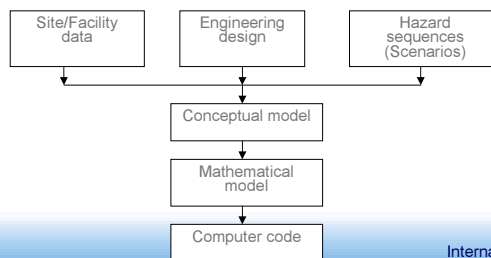 Site/Facility
data
Engineering
design
Hazard
sequences
(Scenarios)
Conceptual model
Mathematical
model
Computer code
Interna